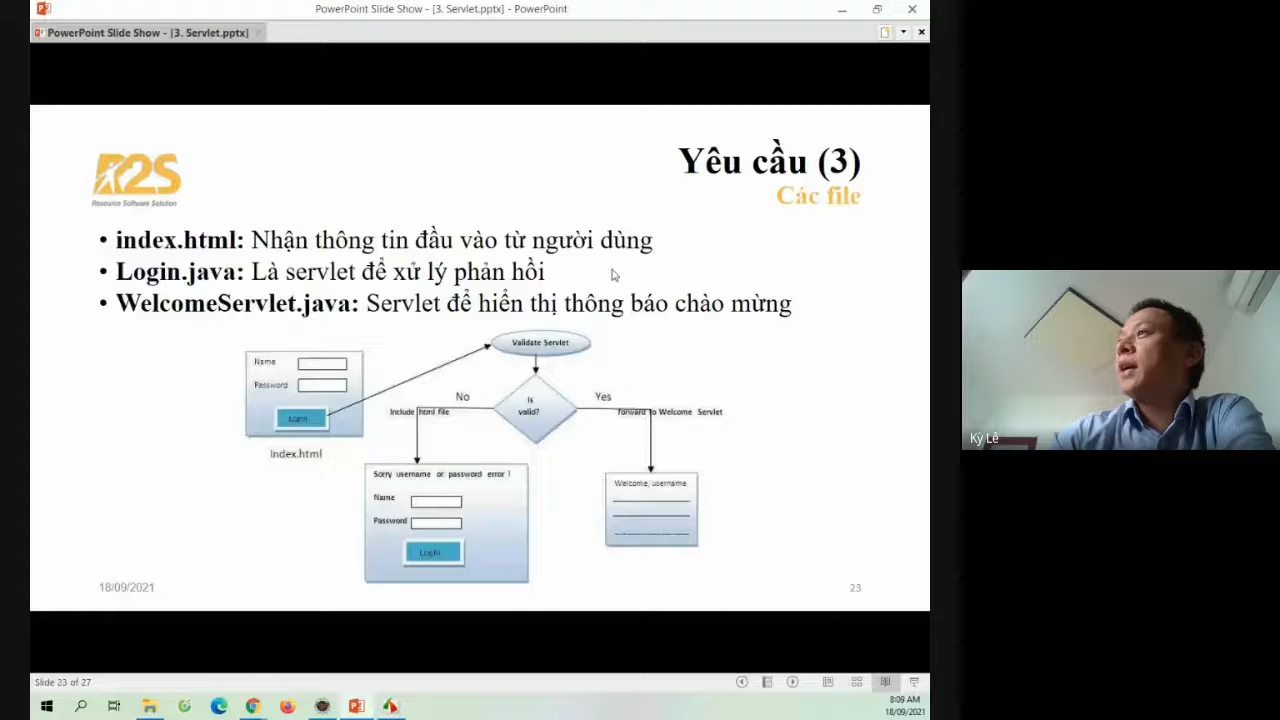 PowerPoint Slide Show - [3. Servlet.pptx] - PowerPoint
PowerPoint Slide Show - [3. Servlet.pptx]
R2S
Resource Software Solution
Yêu cầu (3)
Các file
• index.html: Nhận thông tin đầu vào từ người dùng
• Login.java: Là servlet để xử lý phản hồi
• WelcomeServlet.java: Servlet để hiển thị thông báo chào mừng
Validate Servlet
Name
Password
Login
Index.html
No
Is
valid?
Yes
Include html file
forward to Welcome Servlet
Sorry username or password error !
Name
Password
Login
Welcome, username
18/09/2021
23
Kỳ Lê
Slide 23 of 27
8:09 AM
18/09/2021